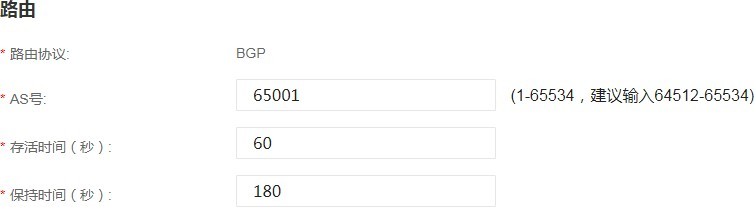 路由
* 路由协议: BGP
* AS号: 65001 (1-65534，建议输入64512-65534)
* 存活时间（秒）: 60
* 保持时间（秒）: 180